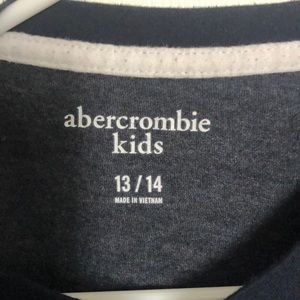 abercrombie
kids
13 / 14
MADE IN VIETNAM